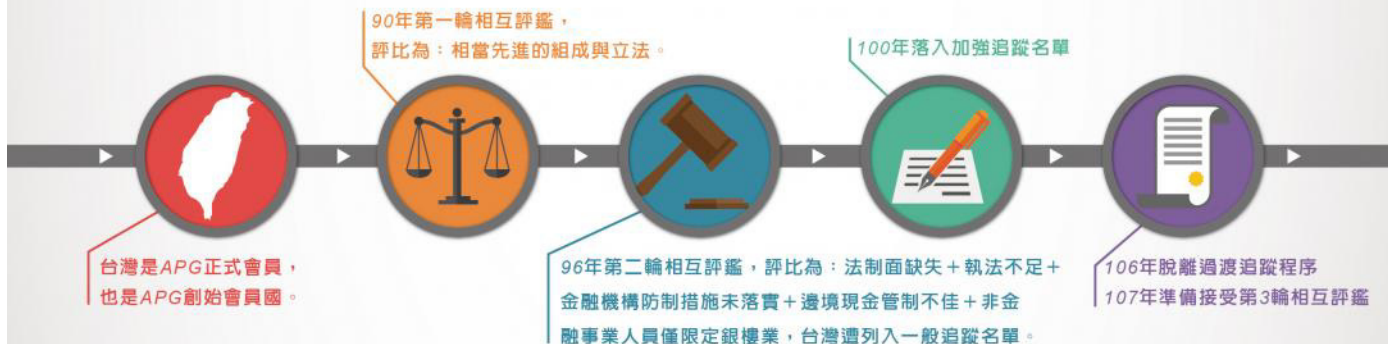 90年第一輪相互評鑑，
評比為：相當先進的組成與立法。
100年落入加強追蹤名單
台灣是APG正式會員，
也是APG創始會員國。
96年第二輪相互評鑑，評比為：法制面缺失＋執法不足＋
金融機構防制措施未落實＋邊境現金管制不佳＋非金
融事業人員僅限定銀樓業，台灣遭列入一般追蹤名單。
106年脫離過渡追蹤程序
107年準備接受第3輪相互評鑑